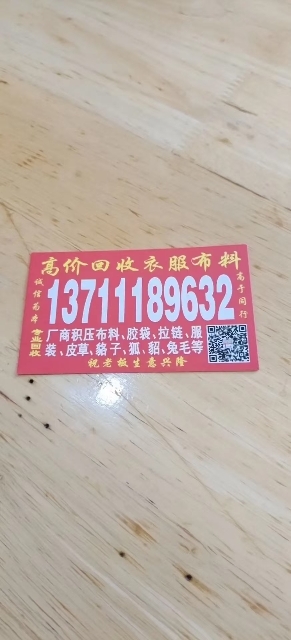 高价回收衣服布料
诚信为本
13711189632
高于同行
专业回收
厂商积压布料、胶袋、拉链、服
装、皮草、貉子、狐、貂、兔毛等
祝老板生意兴隆